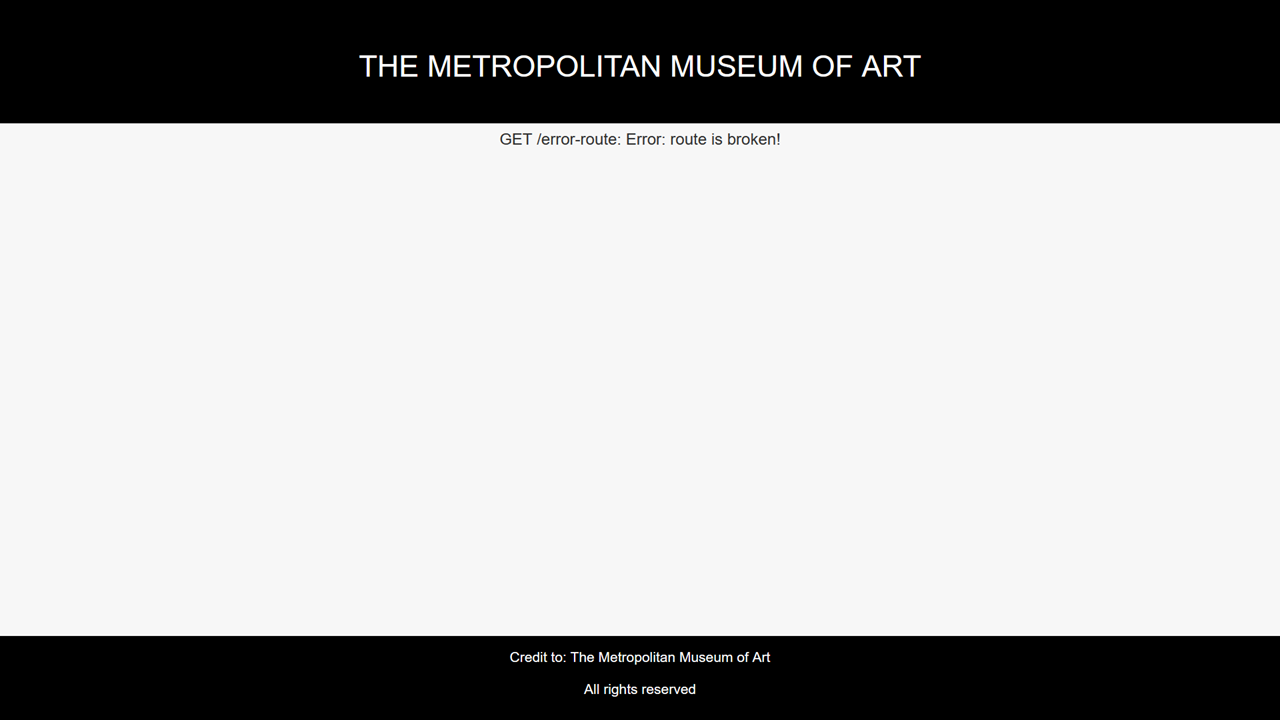 THE METROPOLITAN MUSEUM OF ART
GET /error-route: Error: route is broken!
Credit to: The Metropolitan Museum of Art
All rights reserved